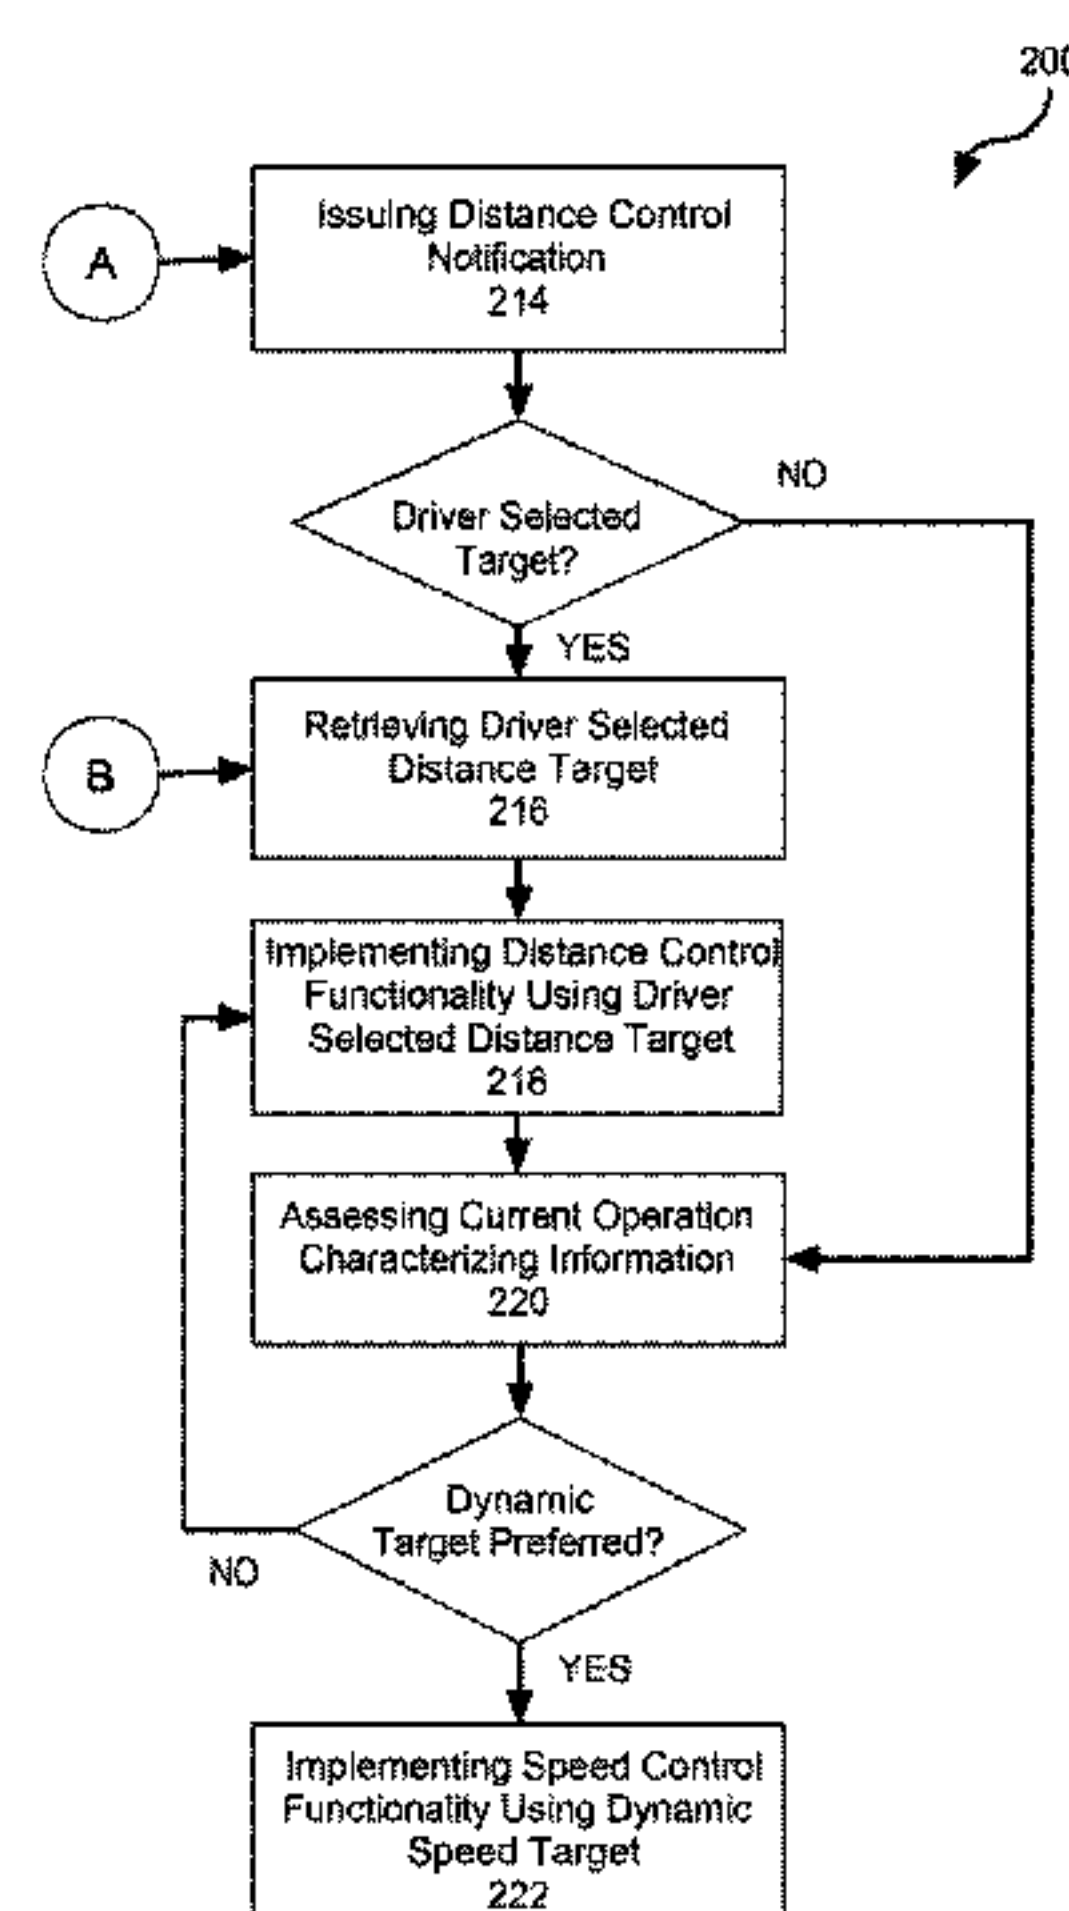 200
A
Issuing Distance Control
Notification
214
NO
Driver Selected
Target?
YES
B
Retrieving Driver Selected
Distance Target
216
Implementing Distance Control
Functionality Using Driver
Selected Distance Target
218
Assessing Current Operation
Characterizing Information
220
Dynamic
Target Preferred?
NO
YES
Implementing Speed Control
Functionality Using Dynamic
Speed Target
222